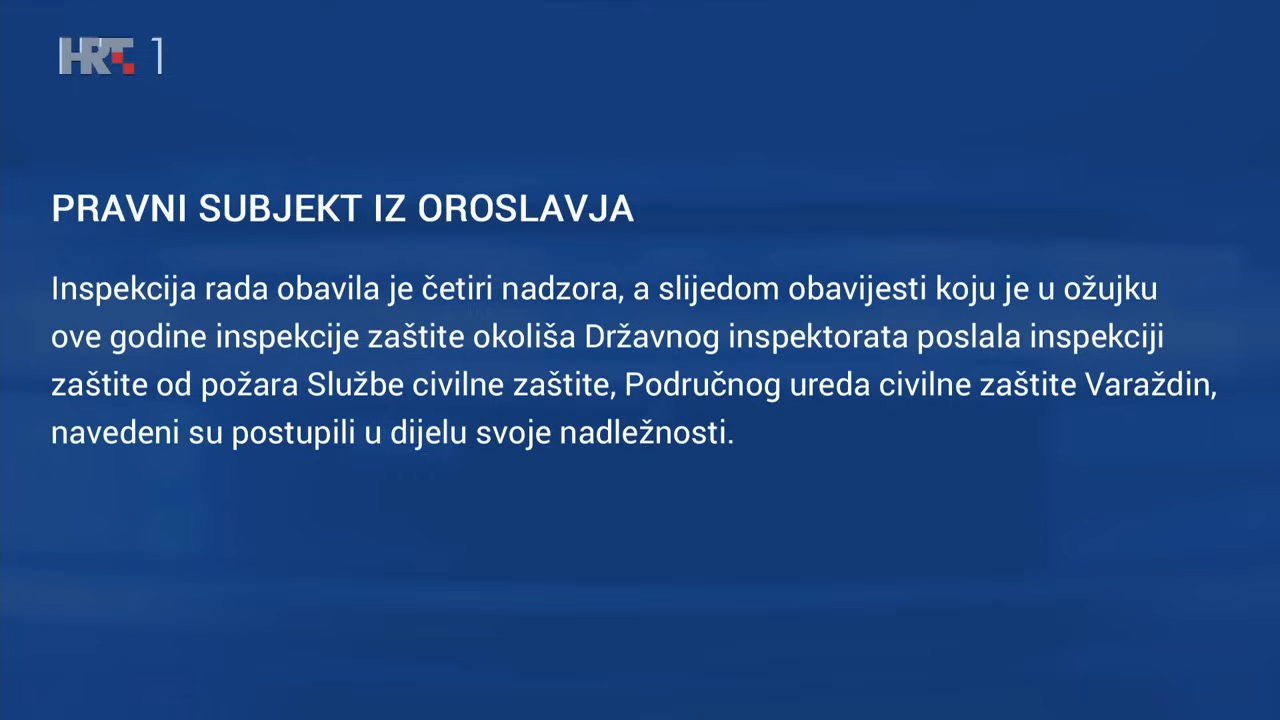 HRT 1
PRAVNI SUBJEKT IZ OROSLAVJA
Inspekcija rada obavila je četiri nadzora, a slijedom obavijesti koju je u ožujku
ove godine inspekcije zaštite okoliša Državnog inspektorata poslala inspekciji
zaštite od požara Službe civilne zaštite, Područnog ureda civilne zaštite Varaždin,
navedeni su postupili u dijelu svoje nadležnosti.